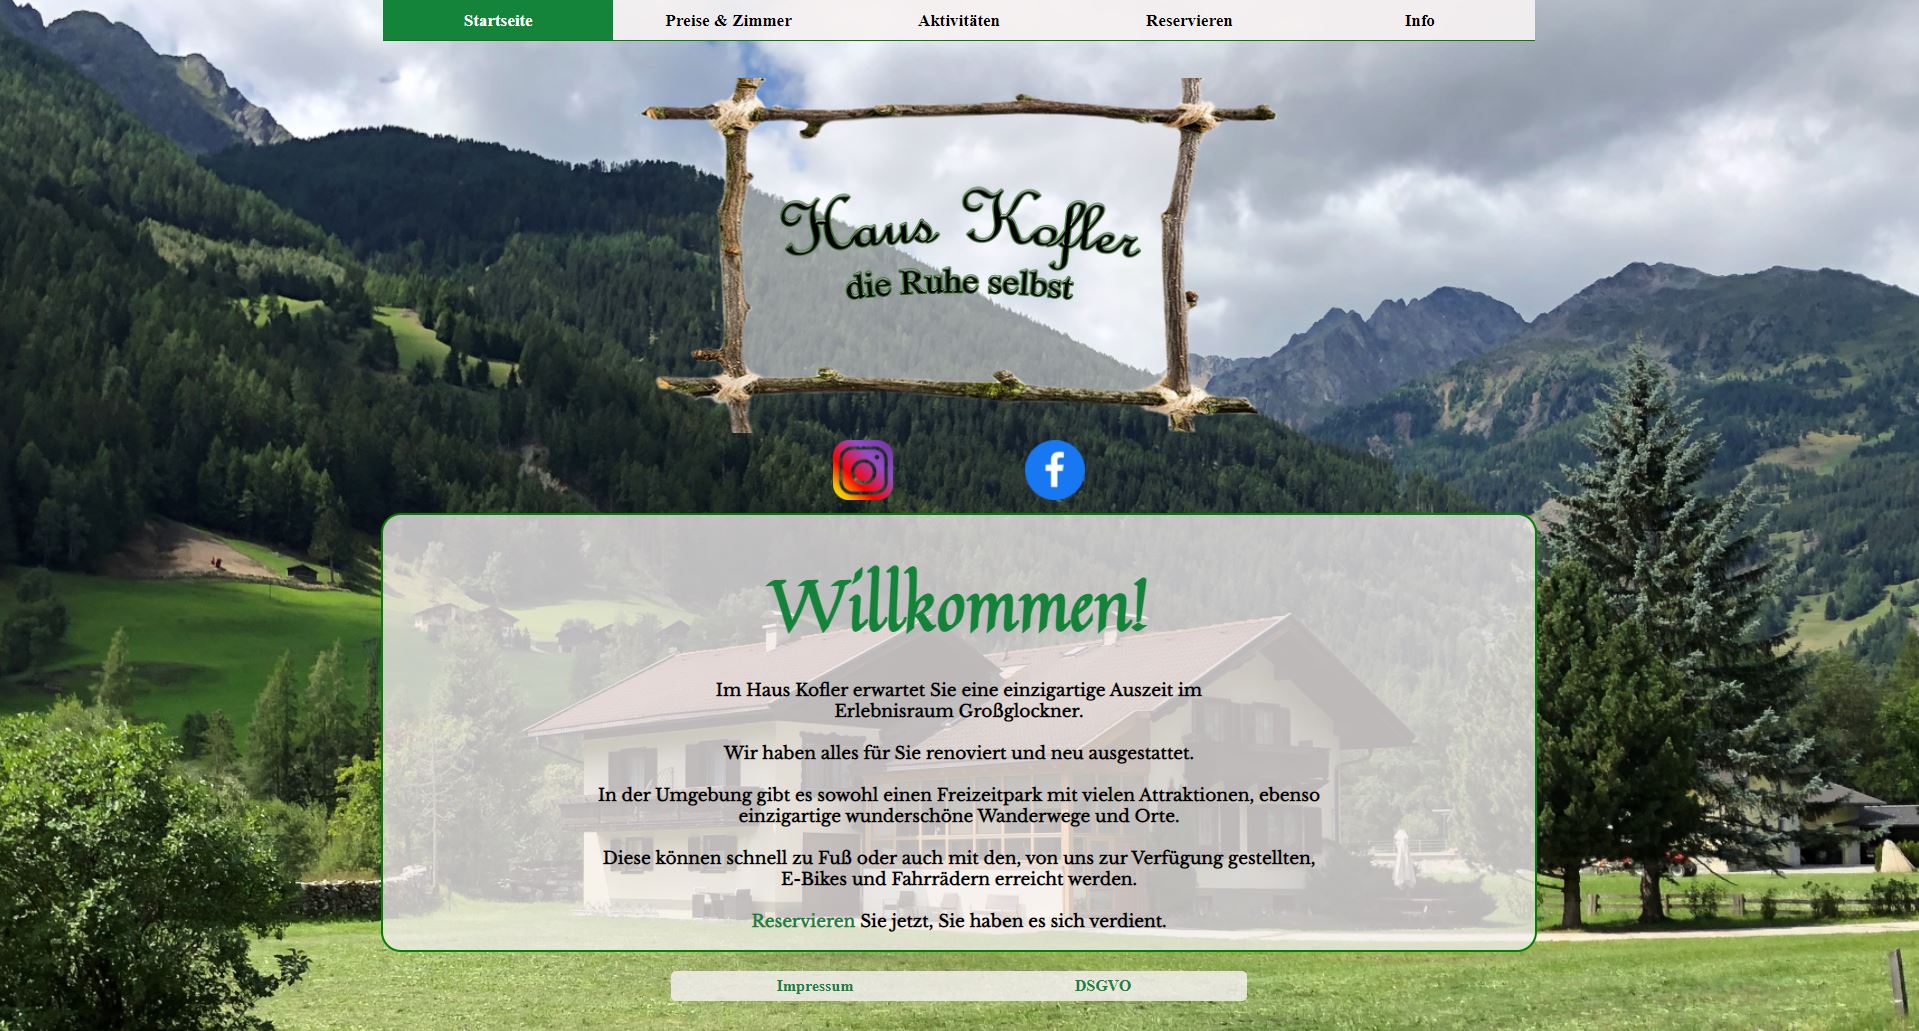 Startseite Preise & Zimmer Aktivitäten Reservieren Info
Haus Kofler
die Ruhe selbst
Willkommen!
Im Haus Kofler erwartet Sie eine einzigartige Auszeit im
Erlebnisraum Großglockner.
Wir haben alles für Sie renoviert und neu ausgestattet.
In der Umgebung gibt es sowohl einen Freizeitpark mit vielen Attraktionen, ebenso
einzigartige wunderschöne Wanderwege und Orte.
Diese können schnell zu Fuß oder auch mit den, von uns zur Verfügung gestellten,
E-Bikes und Fahrrädern erreicht werden.
Reservieren Sie jetzt, Sie haben es sich verdient.
Impressum DSGVO